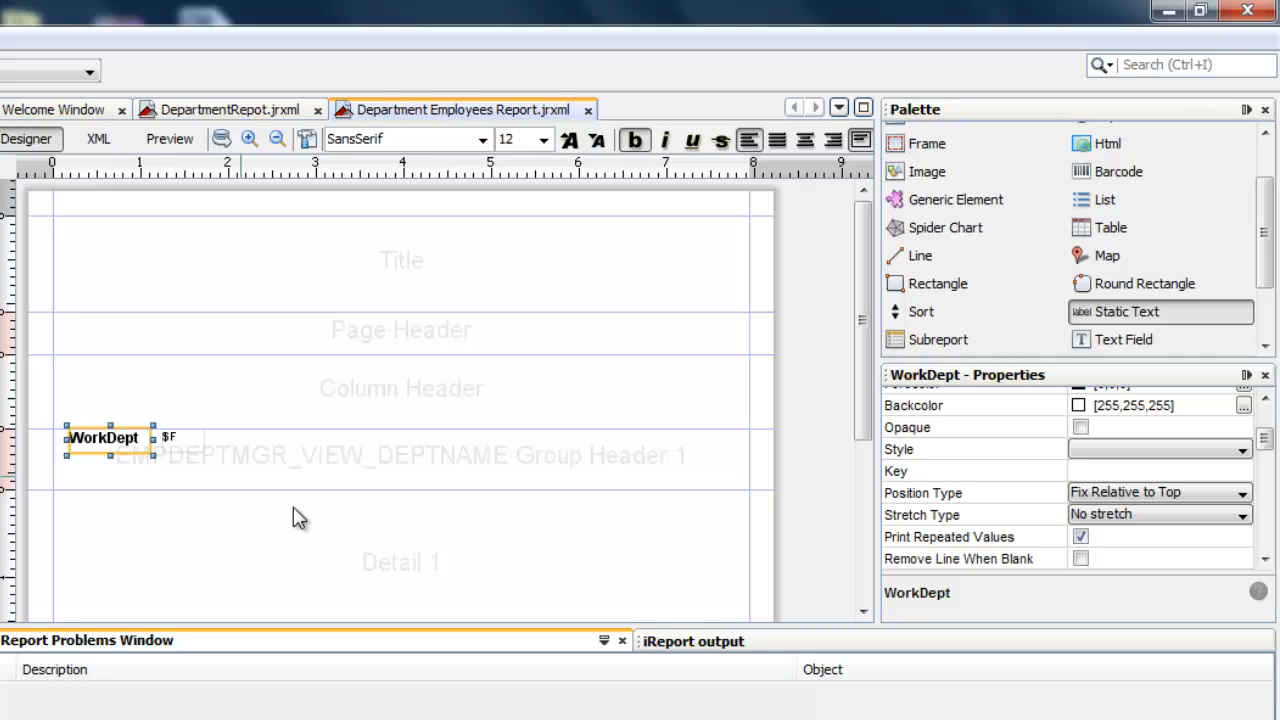 Search (Ctrl+I)
Welcome Window
DepartmentRepot.jrxml
Department Employees Report.jrxml
Palette
Designer
XML
Preview
SansSerif
12
b
i
u
s
Frame
Html
Image
Barcode
Generic Element
List
Spider Chart
Table
Line
Map
Rectangle
Round Rectangle
Sort
label Static Text
Subreport
T Text Field
0 1 2 3 4 5 6 7 8 9
Title
Page Header
Column Header
WorkDept $F
EMPDEPTMGR_VIEW_DEPTNAME Group Header 1
Detail 1
WorkDept - Properties
Backcolor [255,255,255] ...
Opaque
Style
Key
Position Type Fix Relative to Top
Stretch Type No stretch
Print Repeated Values
Remove Line When Blank
WorkDept
Report Problems Window
iReport output
Description
Object